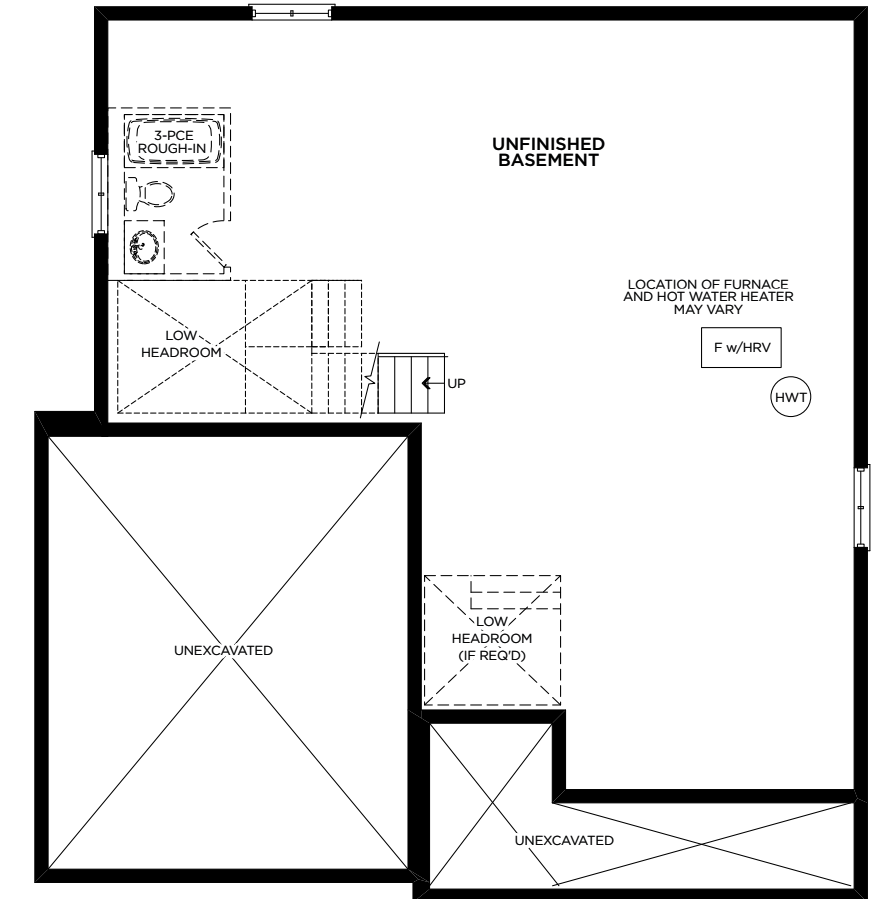 3-PCE
ROUGH-IN
UNFINISHED
BASEMENT
LOCATION OF FURNACE
AND HOT WATER HEATER
MAY VARY
LOW
HEADROOM
F w/HRV
UP
HWT
LOW
HEADROOM
(IF REQ'D)
UNEXCAVATED
UNEXCAVATED